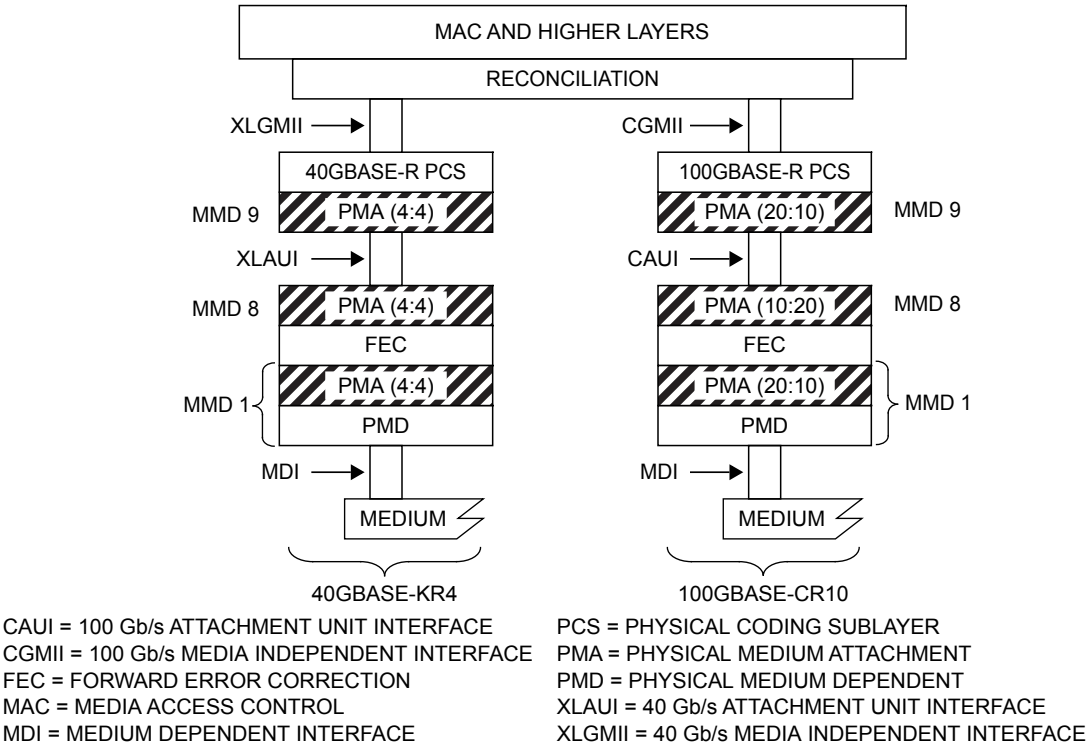 MAC AND HIGHER LAYERS
RECONCILIATION
XLGMII
CGMII
40GBASE-R PCS
100GBASE-R PCS
MMD 9
PMA (4:4)
PMA (20:10)
MMD 9
XLAUI
CAUI
MMD 8
PMA (4:4)
PMA (10:20)
MMD 8
FEC
FEC
MMD 1
PMA (4:4)
PMA (20:10)
MMD 1
PMD
PMD
MDI
MDI
MEDIUM
MEDIUM
40GBASE-KR4
100GBASE-CR10
CAUI = 100 Gb/s ATTACHMENT UNIT INTERFACE
CGMII = 100 Gb/s MEDIA INDEPENDENT INTERFACE
FEC = FORWARD ERROR CORRECTION
MAC = MEDIA ACCESS CONTROL
MDI = MEDIUM DEPENDENT INTERFACE
PCS = PHYSICAL CODING SUBLAYER
PMA = PHYSICAL MEDIUM ATTACHMENT
PMD = PHYSICAL MEDIUM DEPENDENT
XLAUI = 40 Gb/s ATTACHMENT UNIT INTERFACE
XLGMII = 40 Gb/s MEDIA INDEPENDENT INTERFACE